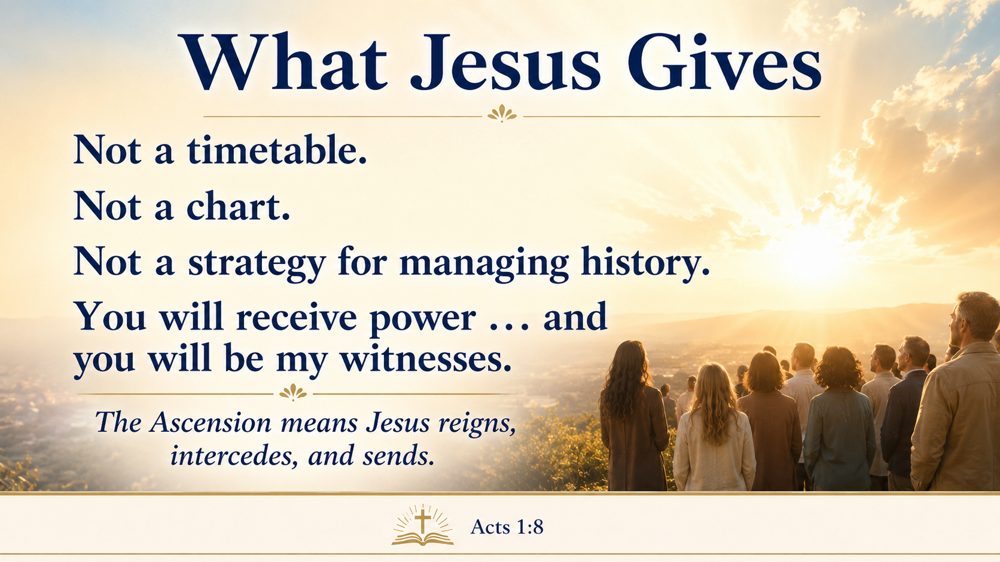 What Jesus Gives
Not a timetable.
Not a chart.
Not a strategy for managing history.
You will receive power … and
you will be my witnesses.
The Ascension means Jesus reigns,
intercedes, and sends.
Acts 1:8